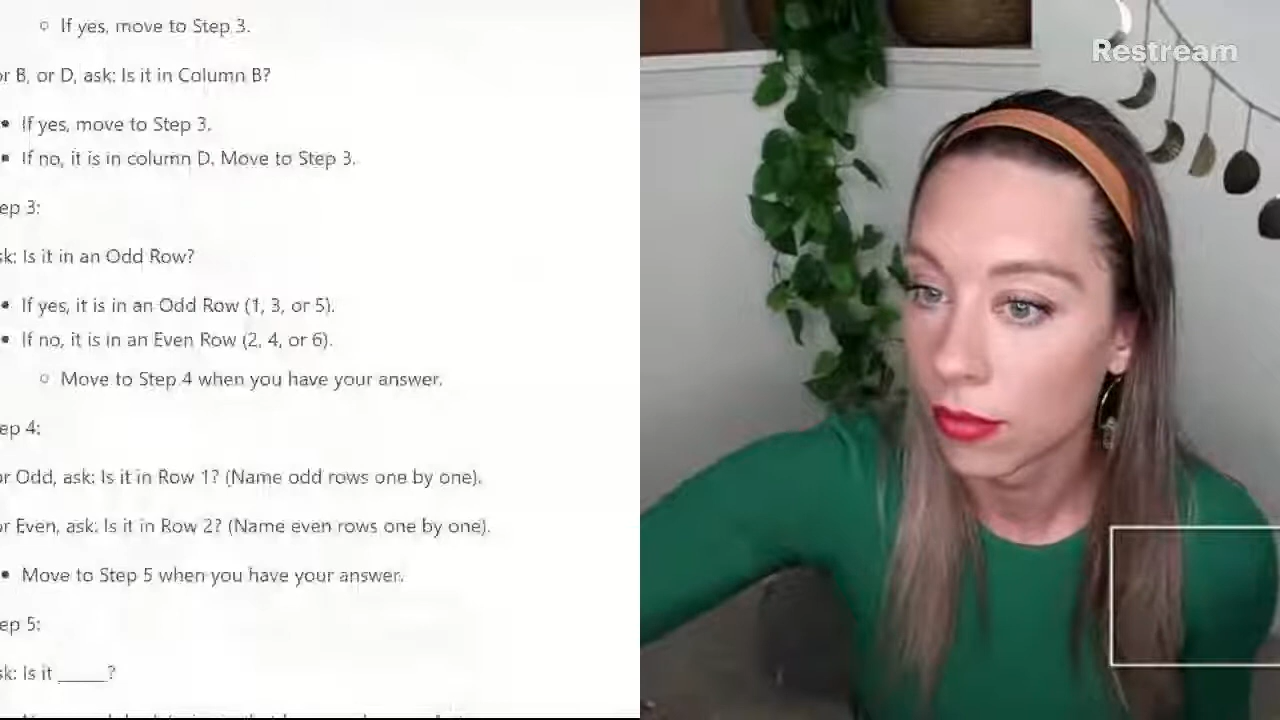 If yes, move to Step 3.
or B, or D, ask: Is it in Column B?
If yes, move to Step 3.
If no, it is in column D. Move to Step 3.
ep 3:
sk: Is it in an Odd Row?
If yes, it is in an Odd Row (1, 3, or 5).
If no, it is in an Even Row (2, 4, or 6).
Move to Step 4 when you have your answer.
ep 4:
or Odd, ask: Is it in Row 1? (Name odd rows one by one).
or Even, ask: Is it in Row 2? (Name even rows one by one).
Move to Step 5 when you have your answer.
ep 5:
sk: Is it _____?
Restream